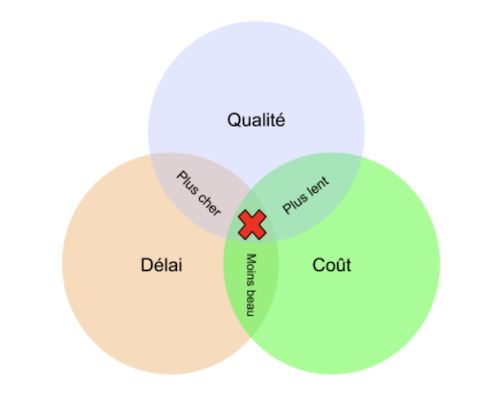 Qualité
Plus cher
Plus lent
Délai
Moins beau
Coût